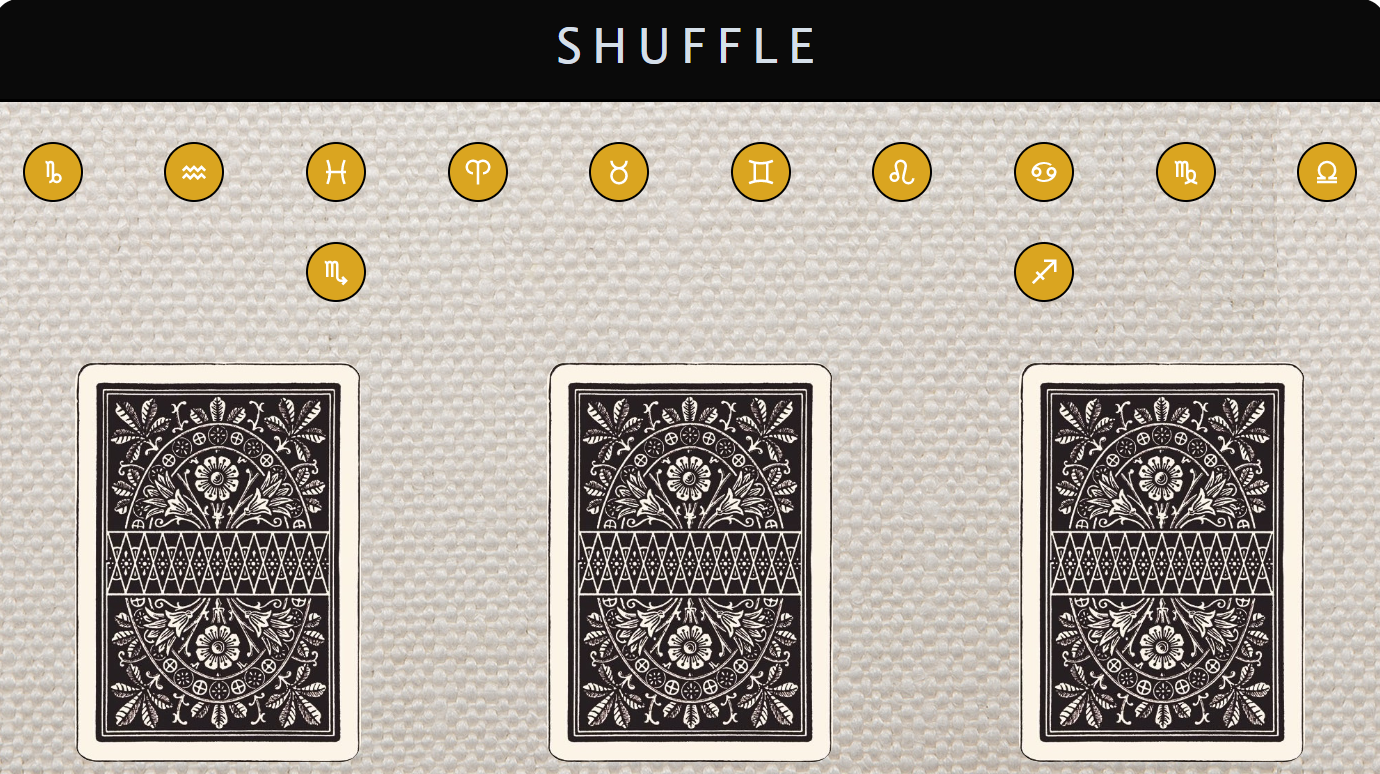 SHUFFLE
♑ ♒ ♓ ♈ ♉ ♊ ♌ ♋ ♍ ♎
♏ ♐